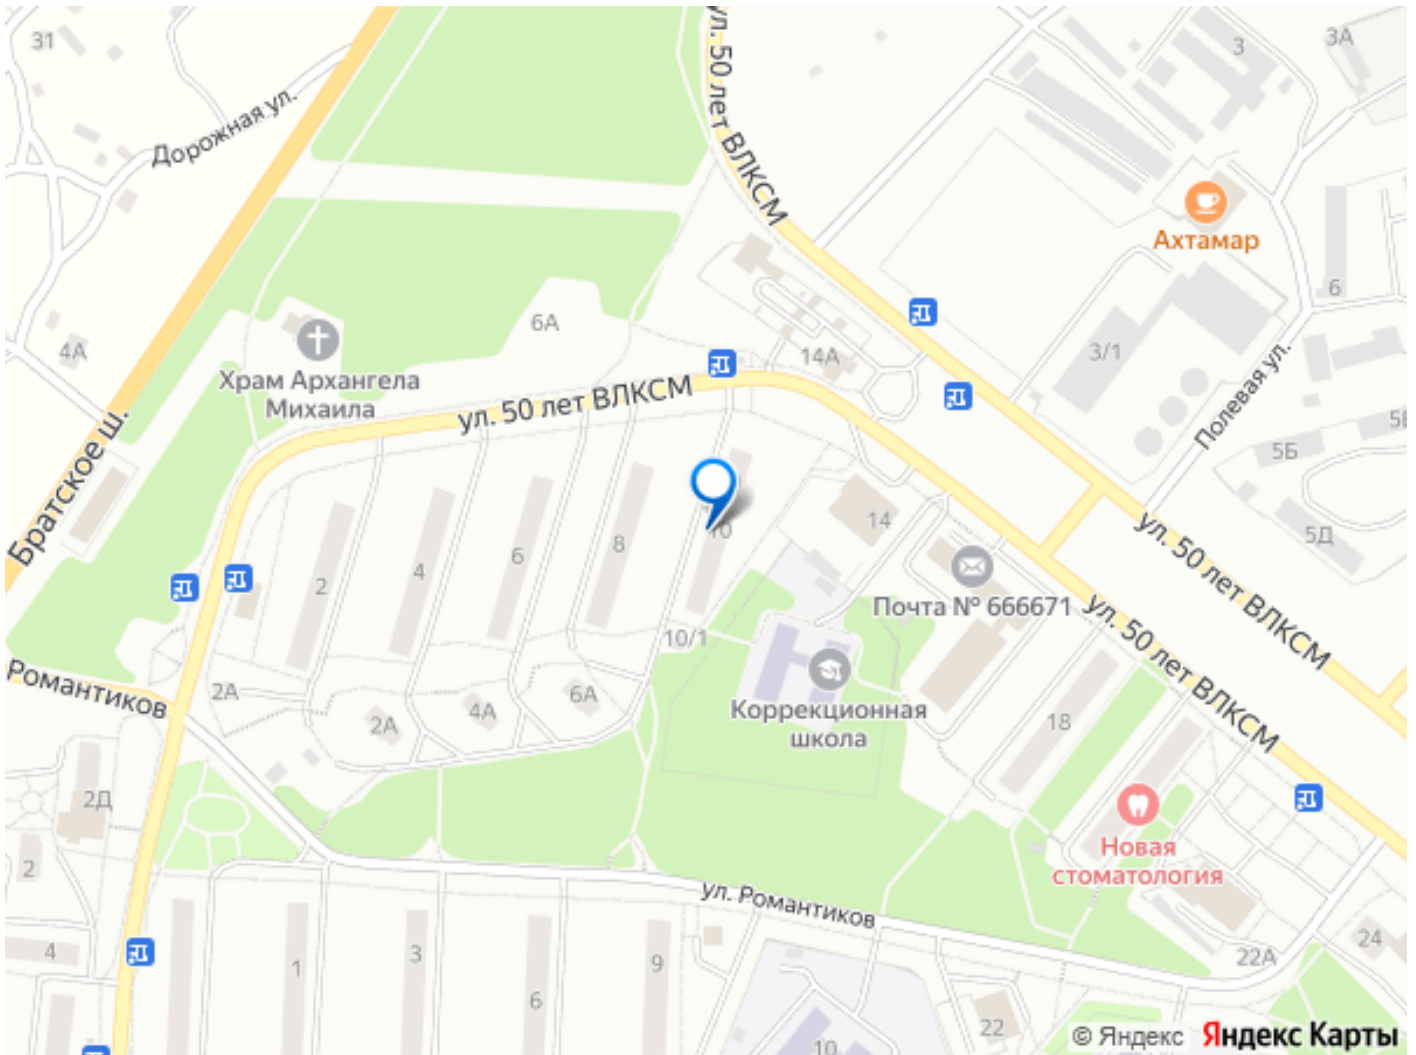 31
Дорожная ул.
ул. 50 лет ВЛКСМ
3
3А
Ахтамар
6
4А
Храм Архангела
Михаила
6А
14А
3/1
Полевая ул.
ул. 50 лет ВЛКСМ
Братское ш.
5Б
5Д
2
4
6
8
10
14
Почта № 666671
ул. 50 лет ВЛКСМ
ул. 50 лет ВЛКСМ
10/1
Романтиков
2А
2А
4А
6А
Коррекционная
школа
18
2Д
2
Новая
стоматология
ул. Романтиков
4
1
3
6
9
10
22
22А
24
© Яндекс Яндекс Карты